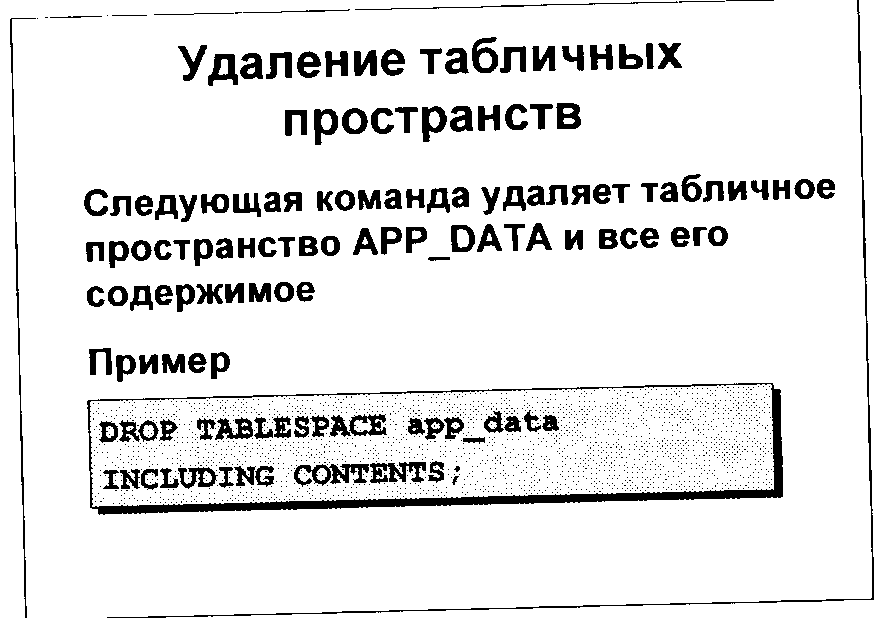 Удаление табличных
пространств
Следующая команда удаляет табличное
пространство APP_DATA и все его
содержимое
Пример
DROP TABLESPACE app_data
INCLUDING CONTENTS;